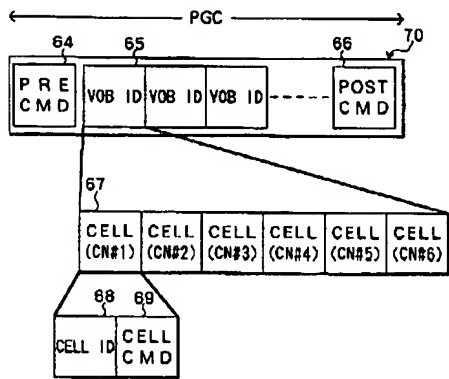 PGC
64 65 66 70
PRE CMD VOB ID VOB ID VOB ID POST CMD
67
CELL (CN#1) CELL (CN#2) CELL (CN#3) CELL (CN#4) CELL (CN#5) CELL (CN#6)
68 69
CELL ID CELL CMD